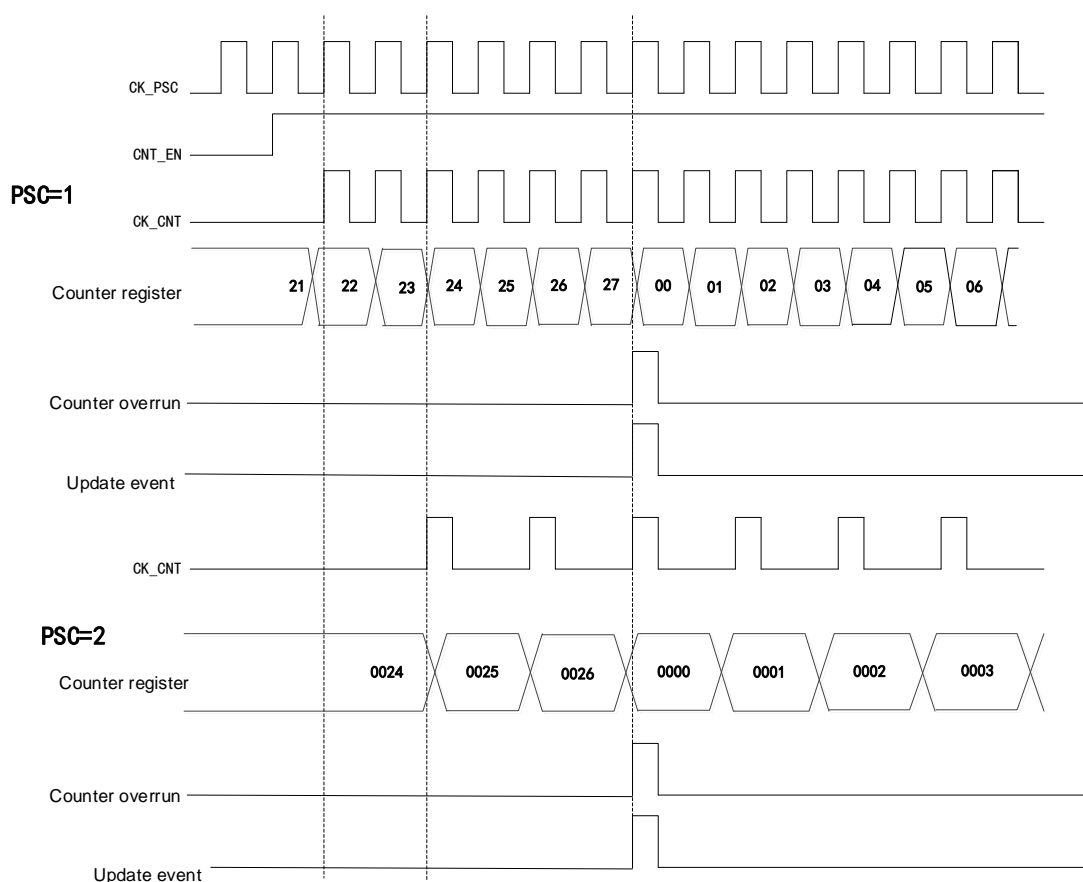 CK_PSC
CNT_EN
PSC=1
CK_CNT
Counter register 21 22 23 24 25 26 27 00 01 02 03 04 05 06
Counter overrun
Update event
CK_CNT
PSC=2
Counter register 0024 0025 0026 0000 0001 0002 0003
Counter overrun
Update event